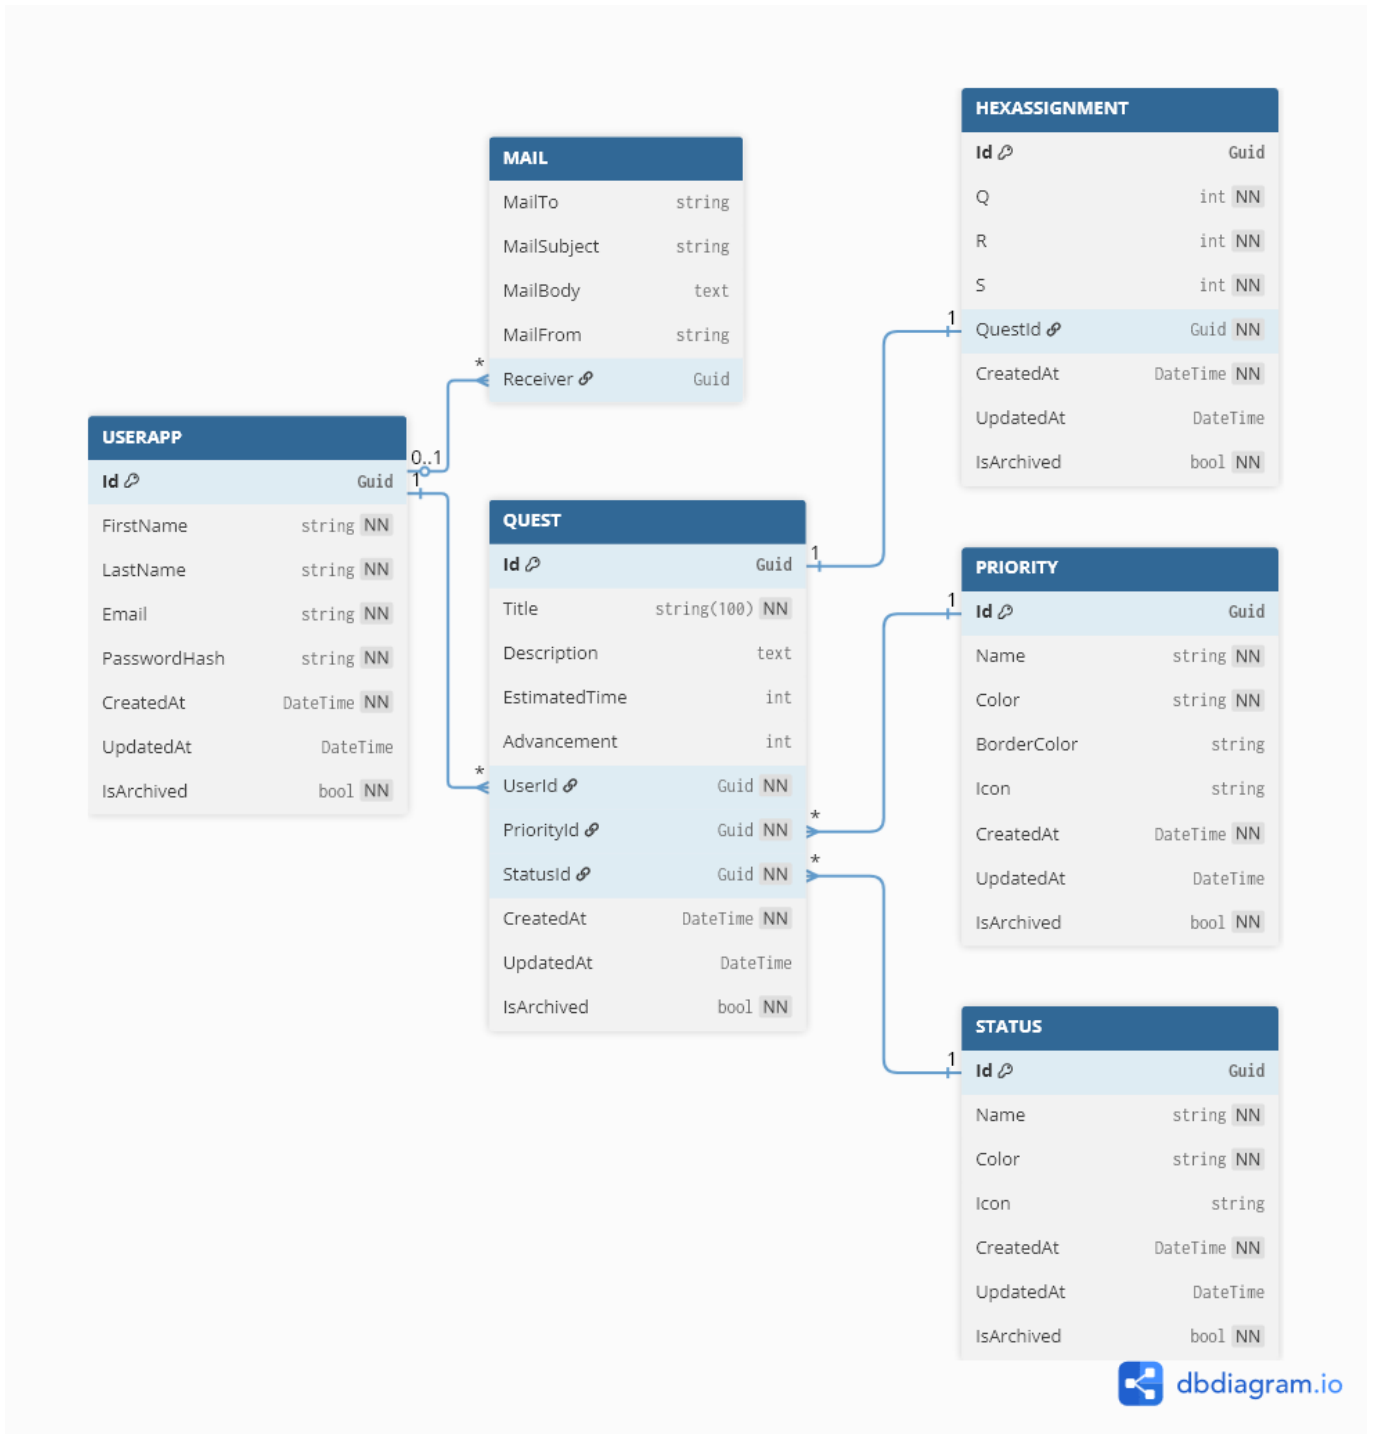 MAIL
MailTo string
MailSubject string
MailBody text
MailFrom string
* Receiver Guid
USERAPP
0..1
Id Guid 1
FirstName string NN
LastName string NN
Email string NN
PasswordHash string NN
CreatedAt DateTime NN
UpdatedAt DateTime
IsArchived bool NN
QUEST
Id Guid 1
Title string(100) NN
Description text
EstimatedTime int
Advancement int
* UserId Guid NN
PriorityId Guid NN *
StatusId Guid NN *
CreatedAt DateTime NN
UpdatedAt DateTime
IsArchived bool NN
HEXASSIGNMENT
Id Guid
Q int NN
R int NN
S int NN
1 QuestId Guid NN
CreatedAt DateTime NN
UpdatedAt DateTime
IsArchived bool NN
PRIORITY
1 Id Guid
Name string NN
Color string NN
BorderColor string
Icon string
CreatedAt DateTime NN
UpdatedAt DateTime
IsArchived bool NN
STATUS
1 Id Guid
Name string NN
Color string NN
Icon string
CreatedAt DateTime NN
UpdatedAt DateTime
IsArchived bool NN
dbdiagram.io